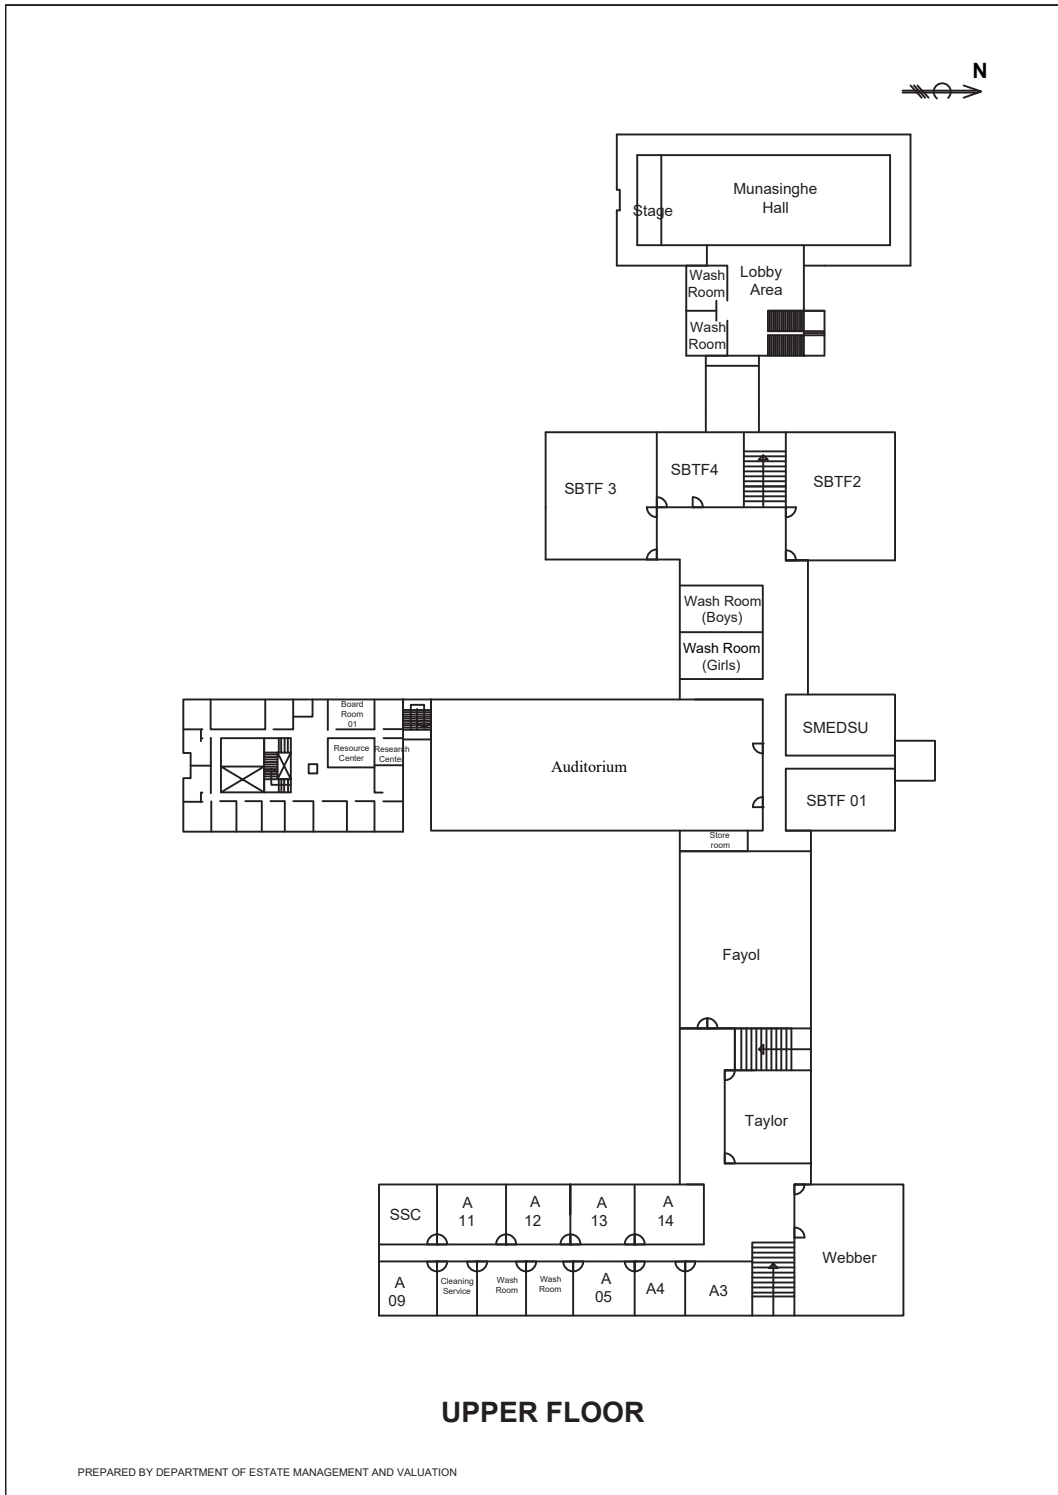 N
Munasinghe
Hall
Stage
Wash
Room
Lobby
Area
Wash
Room
SBTF 3
SBTF4
SBTF2
Wash Room
(Boys)
Wash Room
(Girls)
Board
Room
01
Resource
Center
Research
Center
Auditorium
SMEDSU
SBTF 01
Store
room
Fayol
Taylor
SSC
A
11
A
12
A
13
A
14
Webber
A
09
Cleaning
Service
Wash
Room
Wash
Room
A
05
A4
A3
UPPER FLOOR
PREPARED BY DEPARTMENT OF ESTATE MANAGEMENT AND VALUATION